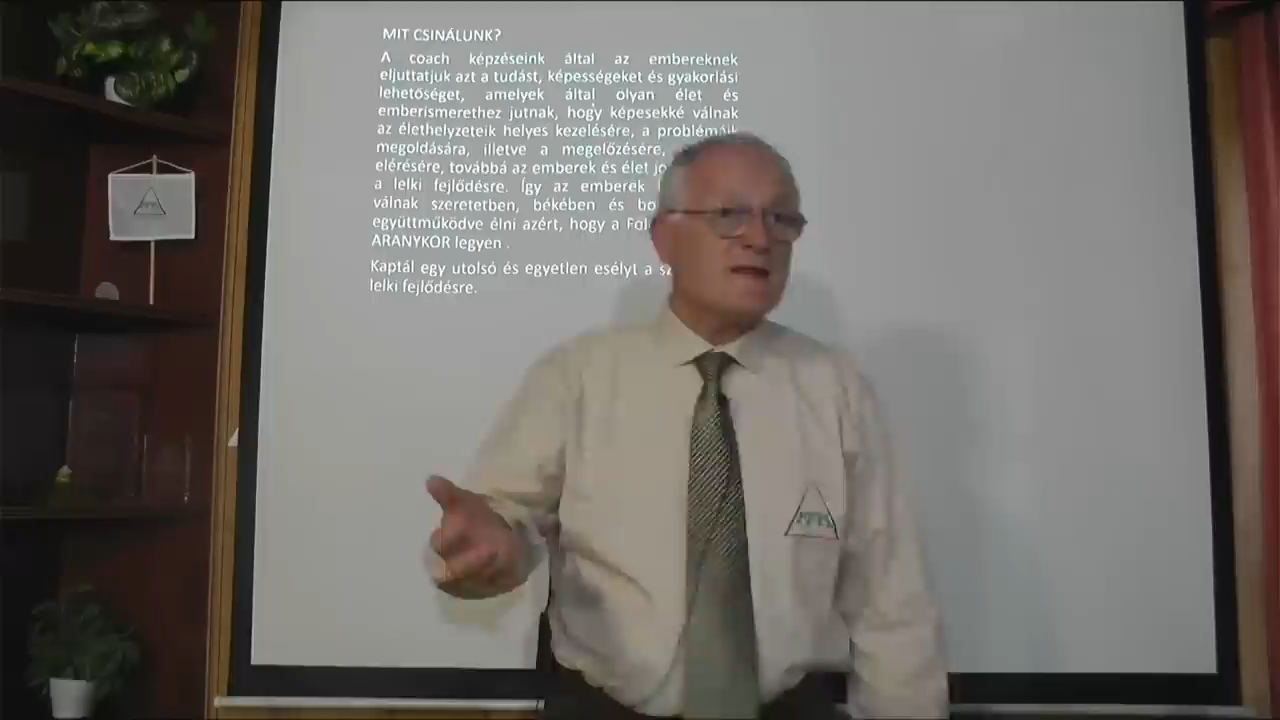 MIT CSINÁLUNK?
A coach képzéseink által az embereknek
eljuttatjuk azt a tudást, képességeket és gyakorlási
lehetőséget, amelyek által olyan élet és
emberismerethez jutnak, hogy képesekké válnak
az élethelyzeteik helyes kezelésére, a problémáik
megoldására, illetve a megelőzésére,
elérésére, továbbá az emberek és élet
a lelki fejlődésre. Így az emberek
válnak szeretetben, békében és
együttműködve élni azért, hogy a
ARANYKOR legyen .
Kaptál egy utolsó és egyetlen esélyt a
lelki fejlődésre.